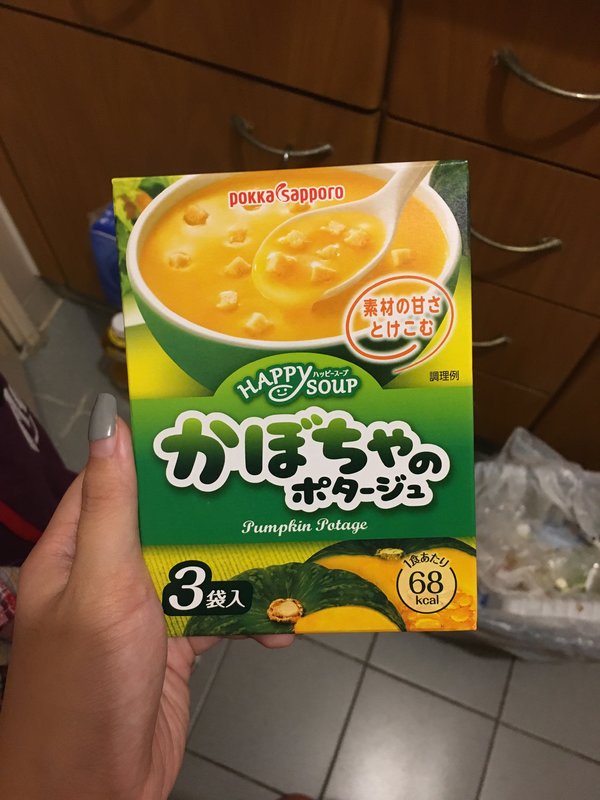 pokka sapporo
素材の甘さ
とけこむ
調理例
HAPPY ハッピースープ
SOUP
かぼちゃの
ポタージュ
Pumpkin Potage
3袋入
1食あたり
68
kcal